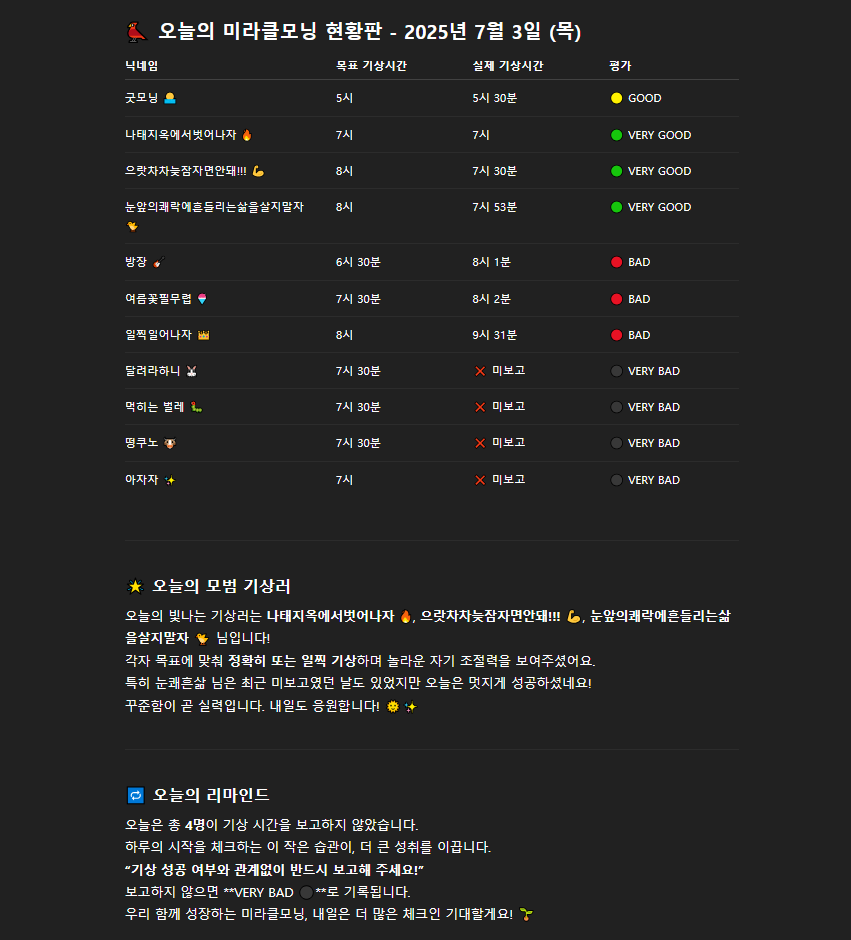 🐦 오늘의 미라클모닝 현황판 - 2025년 7월 3일 (목)
닉네임 목표 기상시간 실제 기상시간 평가
굿모닝 5시 5시 30분 🟡 GOOD
나태지옥에서벗어나자 🔥 7시 7시 🟢 VERY GOOD
으랏차차늦잠자면안돼!!! 💪 8시 7시 30분 🟢 VERY GOOD
눈앞의쾌락에흔들리는삶을살지말자 8시 7시 53분 🟢 VERY GOOD
🐤
방장 🎸 6시 30분 8시 1분 🔴 BAD
여름꽃필무렵 🍧 7시 30분 8시 2분 🔴 BAD
일찍일어나자 👑 8시 9시 31분 🔴 BAD
달려라하니 🐰 7시 30분 ❌ 미보고 ⚫ VERY BAD
먹히는 벌레 🐛 7시 30분 ❌ 미보고 ⚫ VERY BAD
떵쿠노 🐮 7시 30분 ❌ 미보고 ⚫ VERY BAD
아자자 ✨ 7시 ❌ 미보고 ⚫ VERY BAD
🌟 오늘의 모범 기상러
오늘의 빛나는 기상러는 나태지옥에서벗어나자 🔥, 으랏차차늦잠자면안돼!!! 💪, 눈앞의쾌락에흔들리는삶
을살지말자 🐤 님입니다!
각자 목표에 맞춰 정확히 또는 일찍 기상하며 놀라운 자기 조절력을 보여주셨어요.
특히 눈쾌흔삶 님은 최근 미보고였던 날도 있었지만 오늘은 멋지게 성공하셨네요!
꾸준함이 곧 실력입니다. 내일도 응원합니다! 🌞✨
🔁 오늘의 리마인드
오늘은 총 4명이 기상 시간을 보고하지 않았습니다.
하루의 시작을 체크하는 이 작은 습관이, 더 큰 성취를 이끕니다.
“기상 성공 여부와 관계없이 반드시 보고해 주세요!”
보고하지 않으면 **VERY BAD ⚫**로 기록됩니다.
우리 함께 성장하는 미라클모닝, 내일은 더 많은 체크인 기대할게요! 🌱